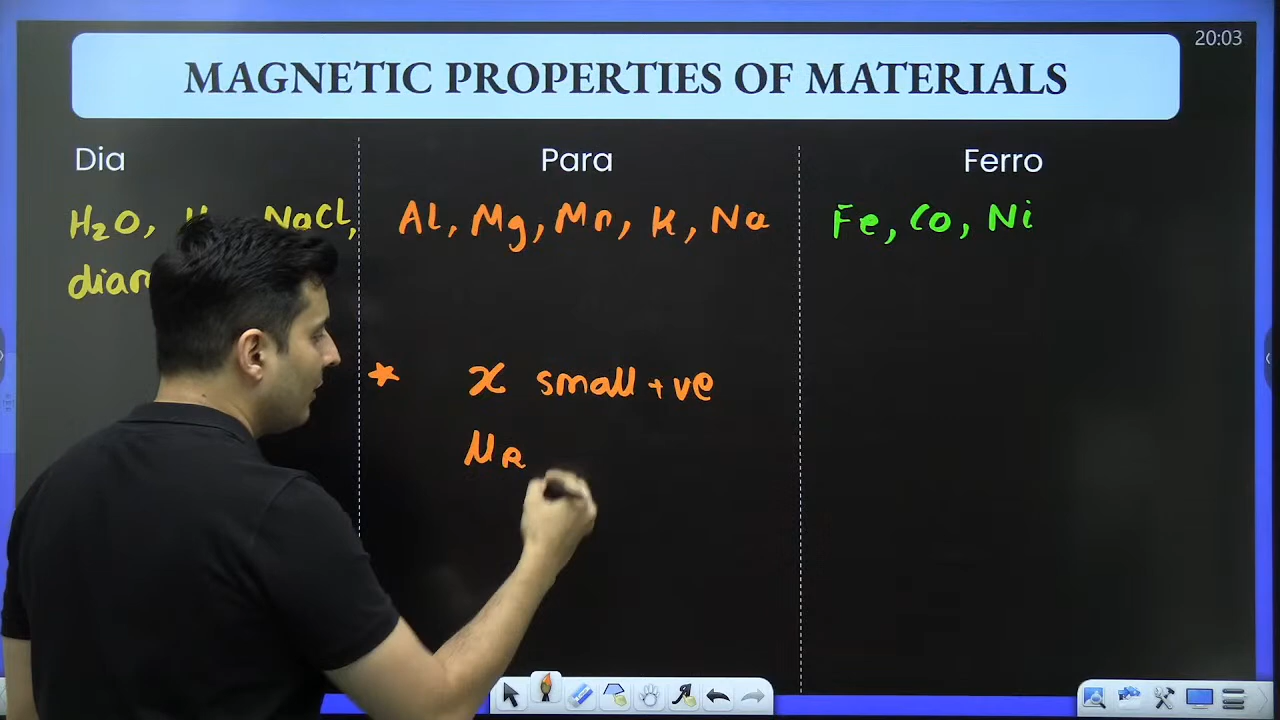 20:03
MAGNETIC PROPERTIES OF MATERIALS
Dia
H₂O, NaCl,
Para
Al, Mg, Mn, K, Na
x small +ve
μR
Ferro
Fe, Co, Ni